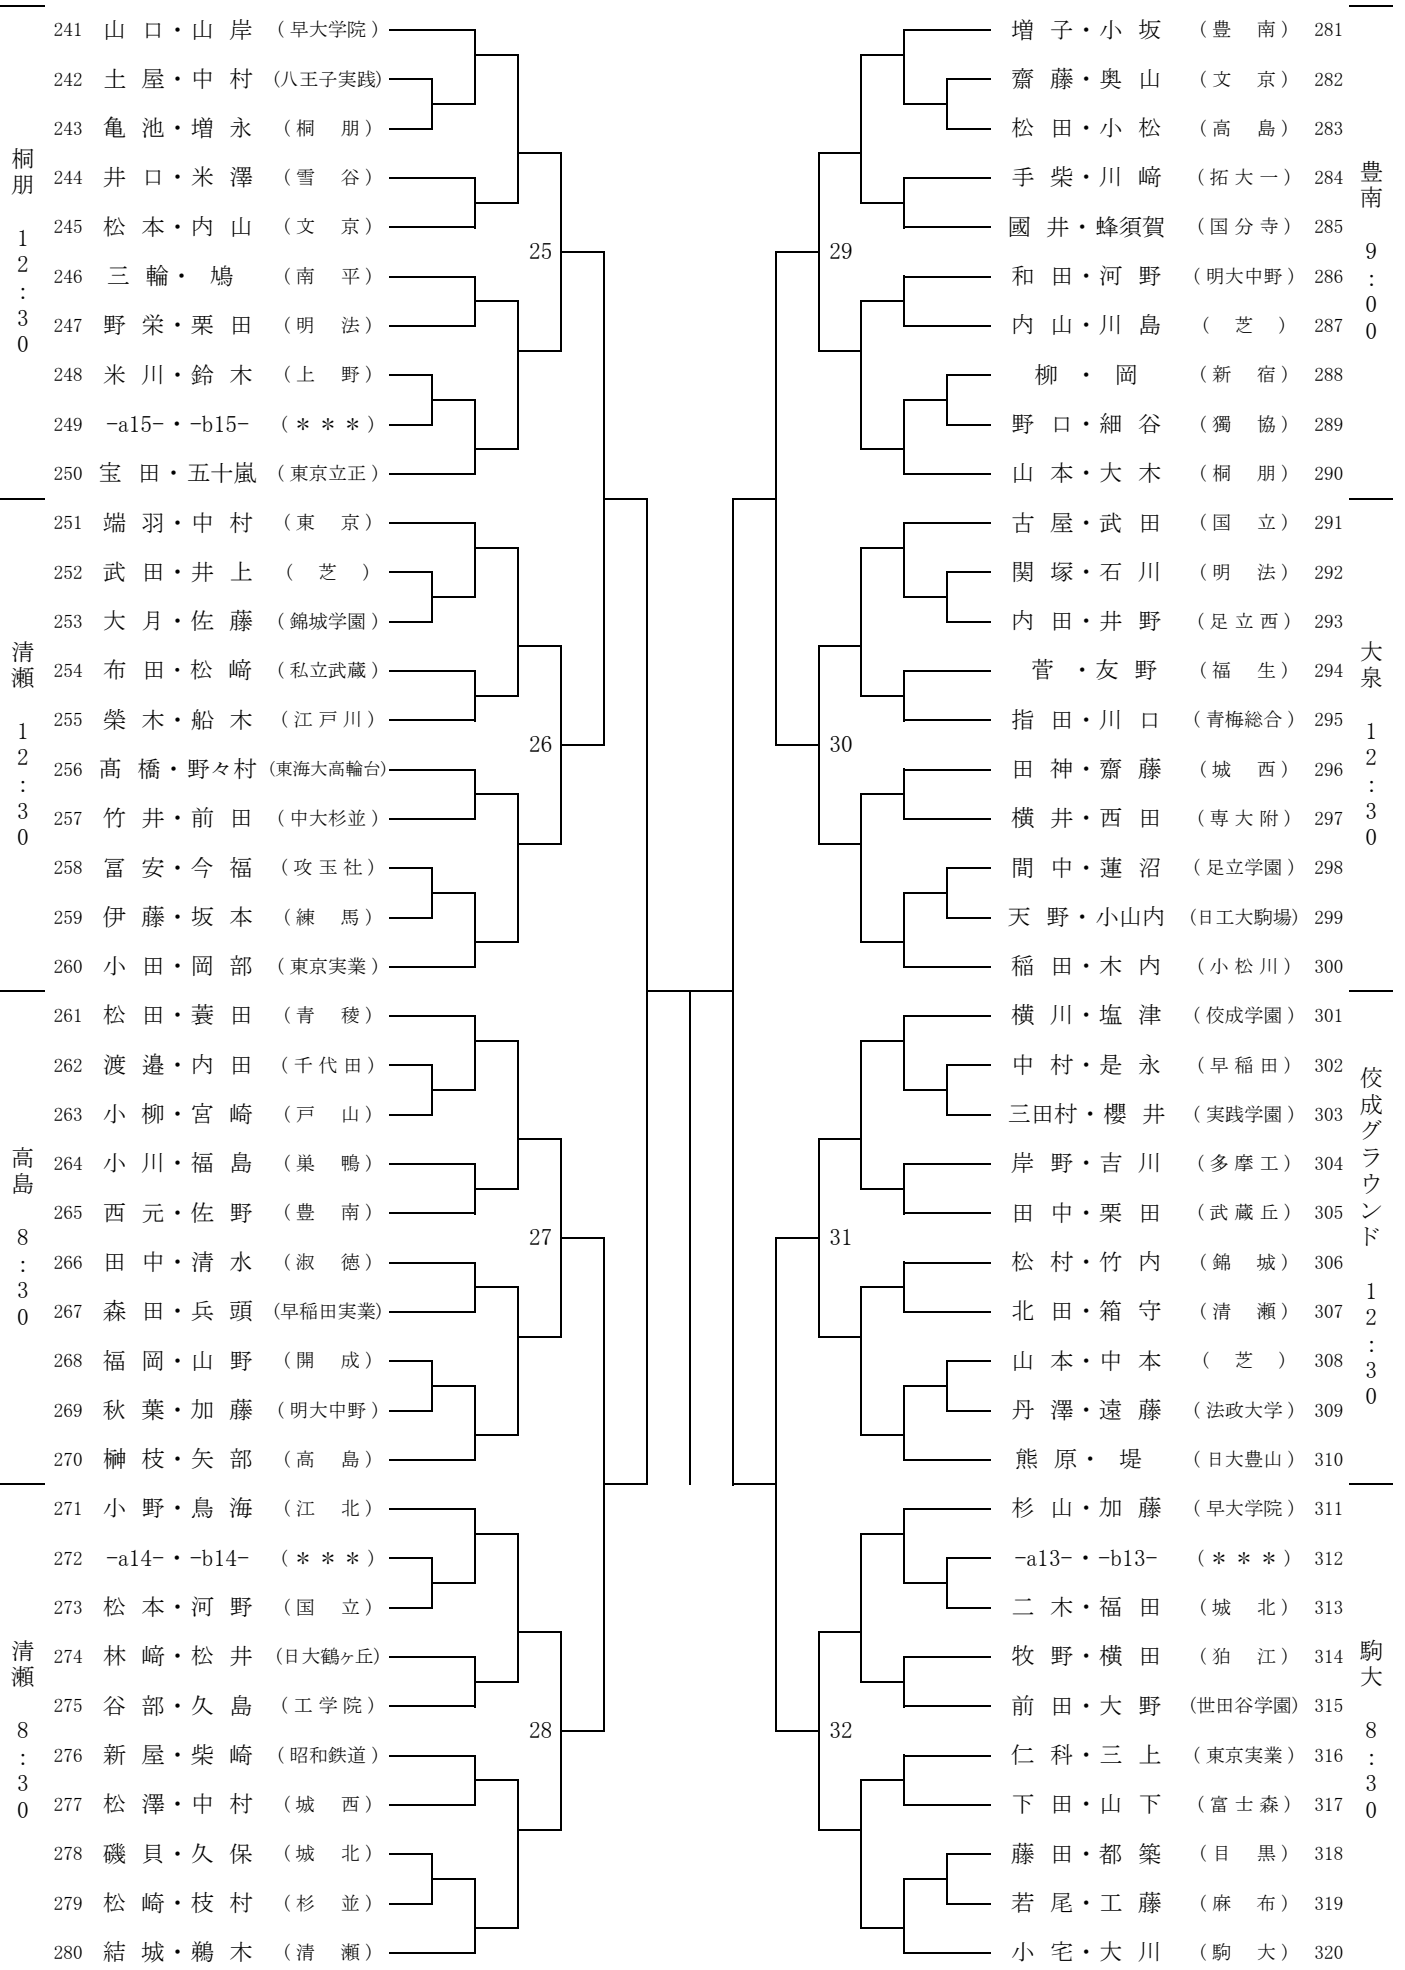 桐朋 12:30
241 山口・山岸 (早大学院)
242 土屋・中村 (八王子実践)
243 亀池・増永 (桐朋)
244 井口・米澤 (雪谷)
245 松本・内山 (文京)
246 三輪・鳩 (南平)
247 野栄・栗田 (明法)
248 米川・鈴木 (上野)
249 -a15-・-b15- (＊＊＊)
250 宝田・五十嵐 (東京立正)
25
清瀬 12:30
251 端羽・中村 (東京)
252 武田・井上 (芝)
253 大月・佐藤 (錦城学園)
254 布田・松﨑 (私立武蔵)
255 榮木・船木 (江戸川)
256 髙橋・野々村 (東海大高輪台)
257 竹井・前田 (中大杉並)
258 冨安・今福 (攻玉社)
259 伊藤・坂本 (練馬)
260 小田・岡部 (東京実業)
26
高島 8:30
261 松田・蓑田 (青稜)
262 渡邉・内田 (千代田)
263 小柳・宮崎 (戸山)
264 小川・福島 (巣鴨)
265 西元・佐野 (豊南)
266 田中・清水 (淑徳)
267 森田・兵頭 (早稲田実業)
268 福岡・山野 (開成)
269 秋葉・加藤 (明大中野)
270 榊枝・矢部 (高島)
27
清瀬 8:30
271 小野・鳥海 (江北)
272 -a14-・-b14- (＊＊＊)
273 松本・河野 (国立)
274 林﨑・松井 (日大鶴ヶ丘)
275 谷部・久島 (工学院)
276 新屋・柴崎 (昭和鉄道)
277 松澤・中村 (城西)
278 磯貝・久保 (城北)
279 松崎・枝村 (杉並)
280 結城・鵜木 (清瀬)
28
豊南 9:00
増子・小坂 (豊南) 281
齋藤・奥山 (文京) 282
松田・小松 (高島) 283
手柴・川﨑 (拓大一) 284
國井・蜂須賀 (国分寺) 285
和田・河野 (明大中野) 286
内山・川島 (芝) 287
柳・岡 (新宿) 288
野口・細谷 (獨協) 289
山本・大木 (桐朋) 290
29
大泉 12:30
古屋・武田 (国立) 291
関塚・石川 (明法) 292
内田・井野 (足立西) 293
菅・友野 (福生) 294
指田・川口 (青梅総合) 295
田神・齋藤 (城西) 296
横井・西田 (専大附) 297
間中・蓮沼 (足立学園) 298
天野・小山内 (日工大駒場) 299
稲田・木内 (小松川) 300
30
佼成グラウンド 12:30
横川・塩津 (佼成学園) 301
中村・是永 (早稲田) 302
三田村・櫻井 (実践学園) 303
岸野・吉川 (多摩工) 304
田中・栗田 (武蔵丘) 305
松村・竹内 (錦城) 306
北田・箱守 (清瀬) 307
山本・中本 (芝) 308
丹澤・遠藤 (法政大学) 309
熊原・堤 (日大豊山) 310
31
駒大 8:30
杉山・加藤 (早大学院) 311
-a13-・-b13- (＊＊＊) 312
二木・福田 (城北) 313
牧野・横田 (狛江) 314
前田・大野 (世田谷学園) 315
仁科・三上 (東京実業) 316
下田・山下 (富士森) 317
藤田・都築 (目黒) 318
若尾・工藤 (麻布) 319
小宅・大川 (駒大) 320
32